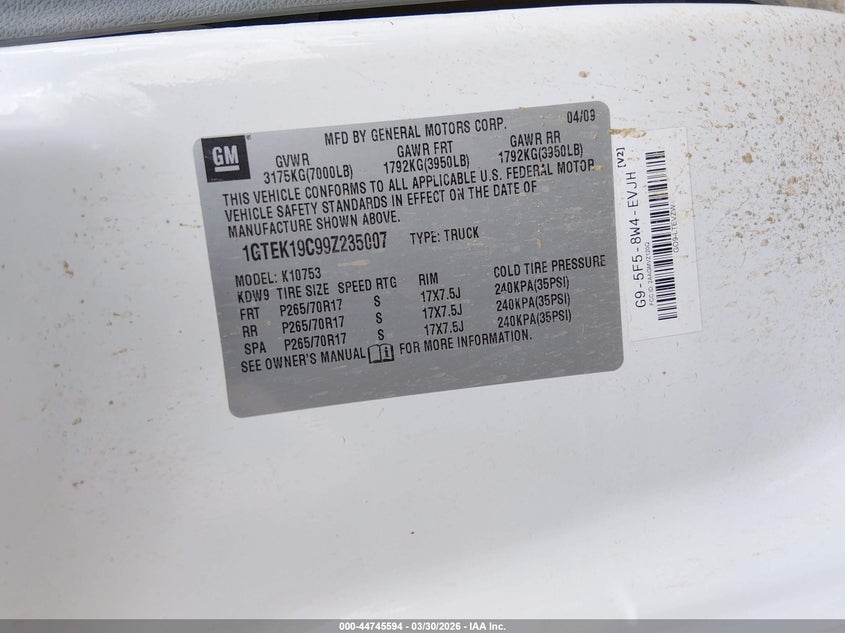 04/09
MFD BY GENERAL MOTORS CORP.
GM
GVWR GAWR FRT GAWR RR
3175KG(7000LB) 1792KG(3950LB) 1792KG(3950LB)
THIS VEHICLE CONFORMS TO ALL APPLICABLE U.S. FEDERAL MOTOR
VEHICLE SAFETY STANDARDS IN EFFECT ON THE DATE OF
MANUFACTURE SHOWN ABOVE.
1GTEK19C99Z235007 TYPE: TRUCK
MODEL: K10753
KDW9 TIRE SIZE SPEED RTG RIM COLD TIRE PRESSURE
FRT P265/70R17 S 17X7.5J 240KPA(35PSI)
RR P265/70R17 S 17X7.5J 240KPA(35PSI)
SPA P265/70R17 S 17X7.5J 240KPA(35PSI)
SEE OWNER'S MANUAL FOR MORE INFORMATION.
G9-5F5-8W4-EVJH [V2]
FCC ID:
000-44745594 / 03/30/2026 - IAA Inc.